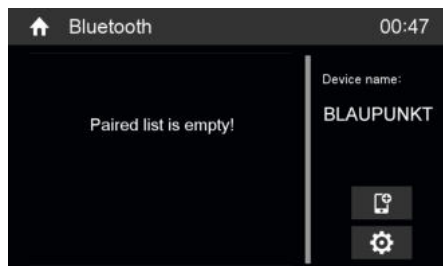 Bluetooth 00:47
Device name:
BLAUPUNKT
Paired list is empty!